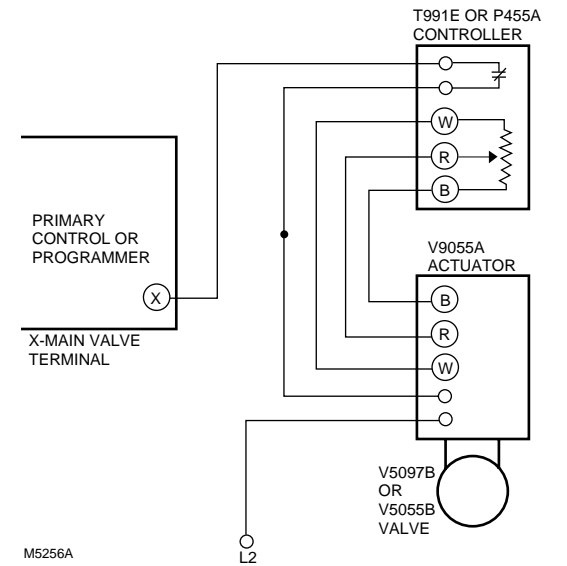 T991E OR P455A
CONTROLLER
W
R
B
PRIMARY
CONTROL OR
PROGRAMMER
X
X-MAIN VALVE
TERMINAL
V9055A
ACTUATOR
B
R
W
V5097B
OR
V5055B
VALVE
L2
M5256A